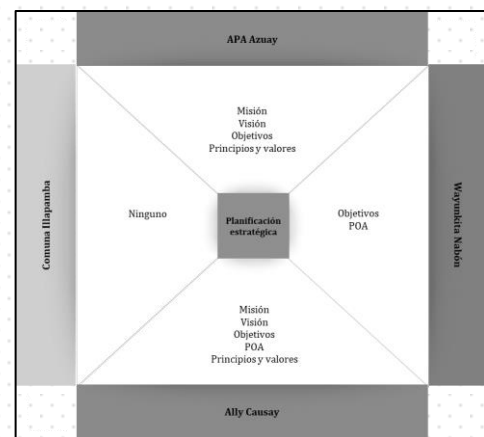 APA Azuay
Misión
Visión
Objetivos
Principios y valores
Comuna Illapamba
Ninguno
Planificación
estratégica
Objetivos
POA
Wayunkita Nabón
Misión
Visión
Objetivos
POA
Principios y valores
Ally Causay